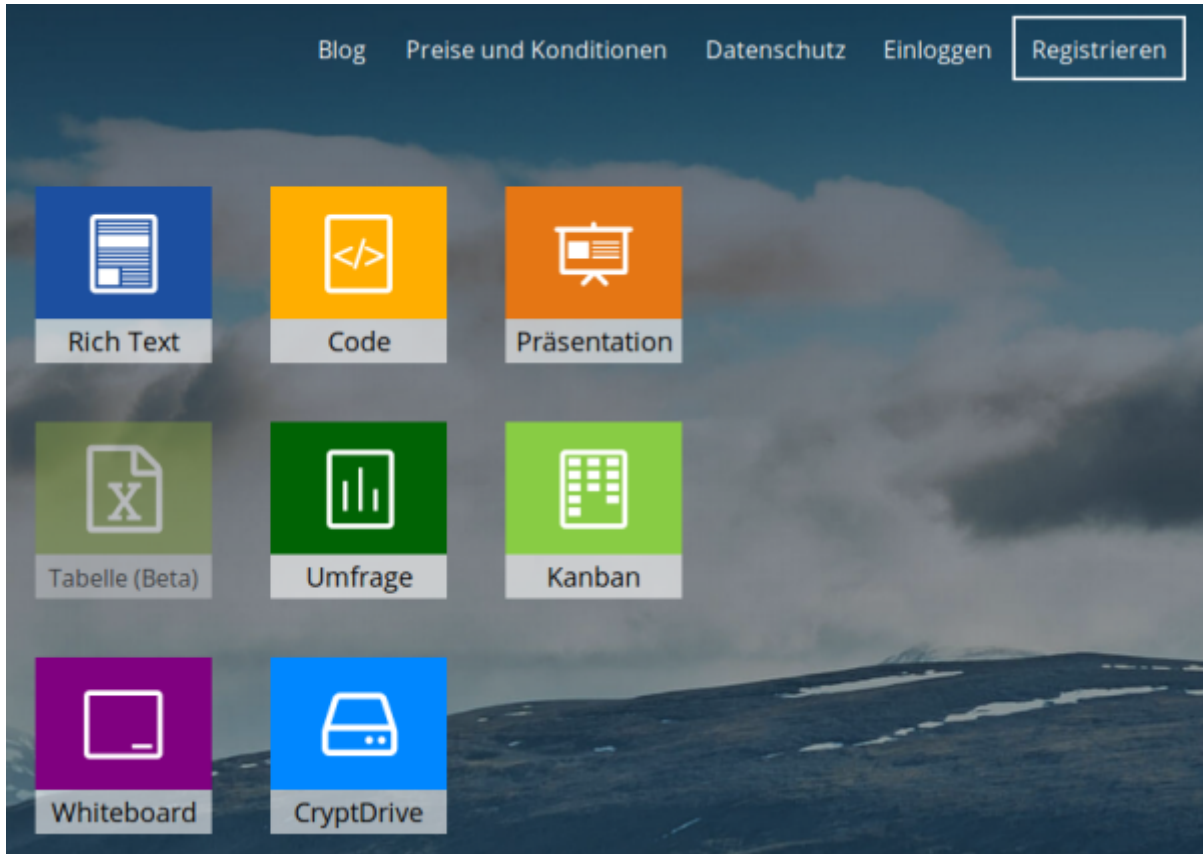 Blog Preise und Konditionen Datenschutz Einloggen Registrieren
</>
Rich Text Code Präsentation
X
Tabelle (Beta) Umfrage Kanban
Whiteboard CryptDrive